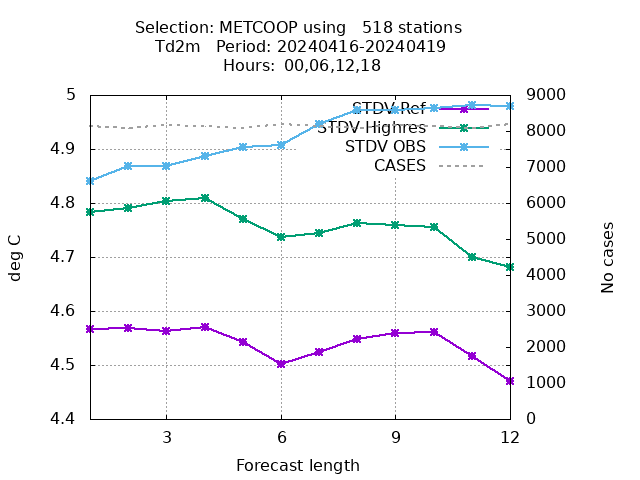 Selection: METCOOP using 518 stations
Td2m Period: 20240416-20240419
Hours: 00,06,12,18
5 9000
STDV Ref
8000
STDV Highres
4.9 STDV OBS
CASES
7000
4.8 6000
5000
4.7
4000
4.6 3000
2000
4.5
1000
4.4 0
deg C
No cases
3 6 9 12
Forecast length